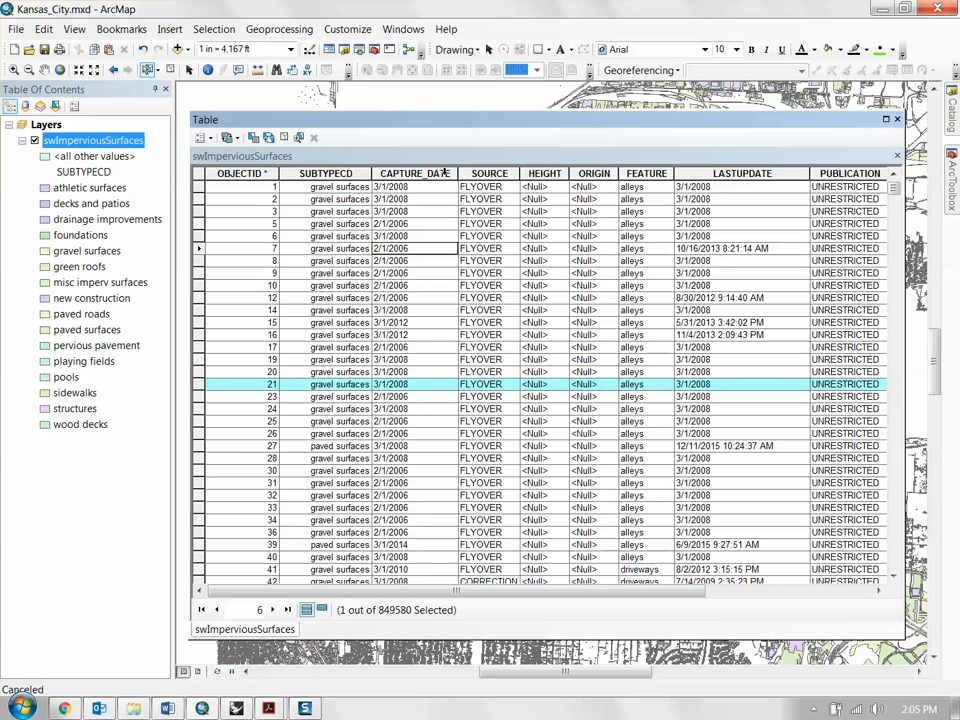 Kansas_City.mxd - ArcMap
File Edit View Bookmarks Insert Selection Geoprocessing Customize Windows Help
1 in = 4,167 ft Drawing Arial 10 B I U A
Georeferencing
Table Of Contents
Layers
swImperviousSurfaces
<all other values>
SUBTYPECD
athletic surfaces
decks and patios
drainage improvements
foundations
gravel surfaces
green roofs
misc imperv surfaces
new construction
paved roads
paved surfaces
pervious pavement
playing fields
pools
sidewalks
structures
wood decks
Catalog
ArcToolbox
Table
swImperviousSurfaces
OBJECTID * SUBTYPECD CAPTURE_DATE SOURCE HEIGHT ORIGIN FEATURE LASTUPDATE PUBLICATION
1 gravel surfaces 3/1/2008 FLYOVER <Null> <Null> alleys 3/1/2008 UNRESTRICTED
2 gravel surfaces 3/1/2008 FLYOVER <Null> <Null> alleys 3/1/2008 UNRESTRICTED
3 gravel surfaces 3/1/2008 FLYOVER <Null> <Null> alleys 3/1/2008 UNRESTRICTED
5 gravel surfaces 2/1/2006 FLYOVER <Null> <Null> alleys 3/1/2008 UNRESTRICTED
6 gravel surfaces 3/1/2008 FLYOVER <Null> <Null> alleys 3/1/2008 UNRESTRICTED
7 gravel surfaces 2/1/2006 FLYOVER <Null> <Null> alleys 10/16/2013 8:21:14 AM UNRESTRICTED
8 gravel surfaces 2/1/2006 FLYOVER <Null> <Null> alleys 3/1/2008 UNRESTRICTED
9 gravel surfaces 2/1/2006 FLYOVER <Null> <Null> alleys 3/1/2008 UNRESTRICTED
10 gravel surfaces 2/1/2006 FLYOVER <Null> <Null> alleys 3/1/2008 UNRESTRICTED
12 gravel surfaces 2/1/2006 FLYOVER <Null> <Null> alleys 8/30/2012 9:14:40 AM UNRESTRICTED
14 gravel surfaces 3/1/2008 FLYOVER <Null> <Null> alleys 3/1/2008 UNRESTRICTED
15 gravel surfaces 3/1/2012 FLYOVER <Null> <Null> alleys 5/31/2013 3:42:02 PM UNRESTRICTED
16 gravel surfaces 3/1/2012 FLYOVER <Null> <Null> alleys 11/4/2013 2:09:43 PM UNRESTRICTED
17 gravel surfaces 2/1/2006 FLYOVER <Null> <Null> alleys 3/1/2008 UNRESTRICTED
19 gravel surfaces 3/1/2008 FLYOVER <Null> <Null> alleys 3/1/2008 UNRESTRICTED
20 gravel surfaces 3/1/2008 FLYOVER <Null> <Null> alleys 3/1/2008 UNRESTRICTED
21 gravel surfaces 3/1/2008 FLYOVER <Null> <Null> alleys 3/1/2008 UNRESTRICTED
23 gravel surfaces 2/1/2006 FLYOVER <Null> <Null> alleys 3/1/2008 UNRESTRICTED
24 gravel surfaces 3/1/2008 FLYOVER <Null> <Null> alleys 3/1/2008 UNRESTRICTED
25 gravel surfaces 2/1/2006 FLYOVER <Null> <Null> alleys 3/1/2008 UNRESTRICTED
26 gravel surfaces 2/1/2006 FLYOVER <Null> <Null> alleys 3/1/2008 UNRESTRICTED
27 paved surfaces 3/1/2008 FLYOVER <Null> <Null> alleys 12/11/2015 10:24:37 AM UNRESTRICTED
28 gravel surfaces 3/1/2008 FLYOVER <Null> <Null> alleys 3/1/2008 UNRESTRICTED
30 gravel surfaces 2/1/2006 FLYOVER <Null> <Null> alleys 3/1/2008 UNRESTRICTED
31 gravel surfaces 2/1/2006 FLYOVER <Null> <Null> alleys 3/1/2008 UNRESTRICTED
32 gravel surfaces 2/1/2006 FLYOVER <Null> <Null> alleys 3/1/2008 UNRESTRICTED
33 gravel surfaces 2/1/2006 FLYOVER <Null> <Null> alleys 3/1/2008 UNRESTRICTED
34 gravel surfaces 3/1/2008 FLYOVER <Null> <Null> alleys 3/1/2008 UNRESTRICTED
36 gravel surfaces 2/1/2006 FLYOVER <Null> <Null> alleys 3/1/2008 UNRESTRICTED
39 paved surfaces 3/1/2014 FLYOVER <Null> <Null> alleys 6/9/2015 9:27:51 AM UNRESTRICTED
40 gravel surfaces 3/1/2008 FLYOVER <Null> <Null> alleys 3/1/2008 UNRESTRICTED
41 gravel surfaces 3/1/2010 FLYOVER <Null> <Null> driveways 8/2/2012 3:15:15 PM UNRESTRICTED
42 gravel surfaces 3/1/2008 CORRECTION <Null> <Null> driveways 7/14/2009 2:35:23 PM UNRESTRICTED
6 (1 out of 849580 Selected)
swImperviousSurfaces
Canceled
2:05 PM